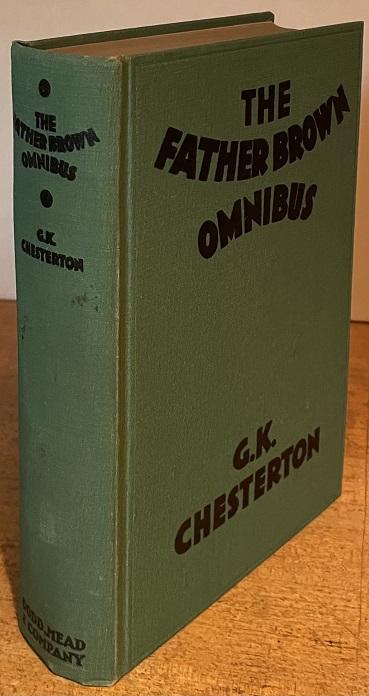 THE
FATHER BROWN
OMNIBUS
G.K.
CHESTERTON
THE
FATHER BROWN
OMNIBUS
G.K.
CHESTERTON
DODD, MEAD
& COMPANY